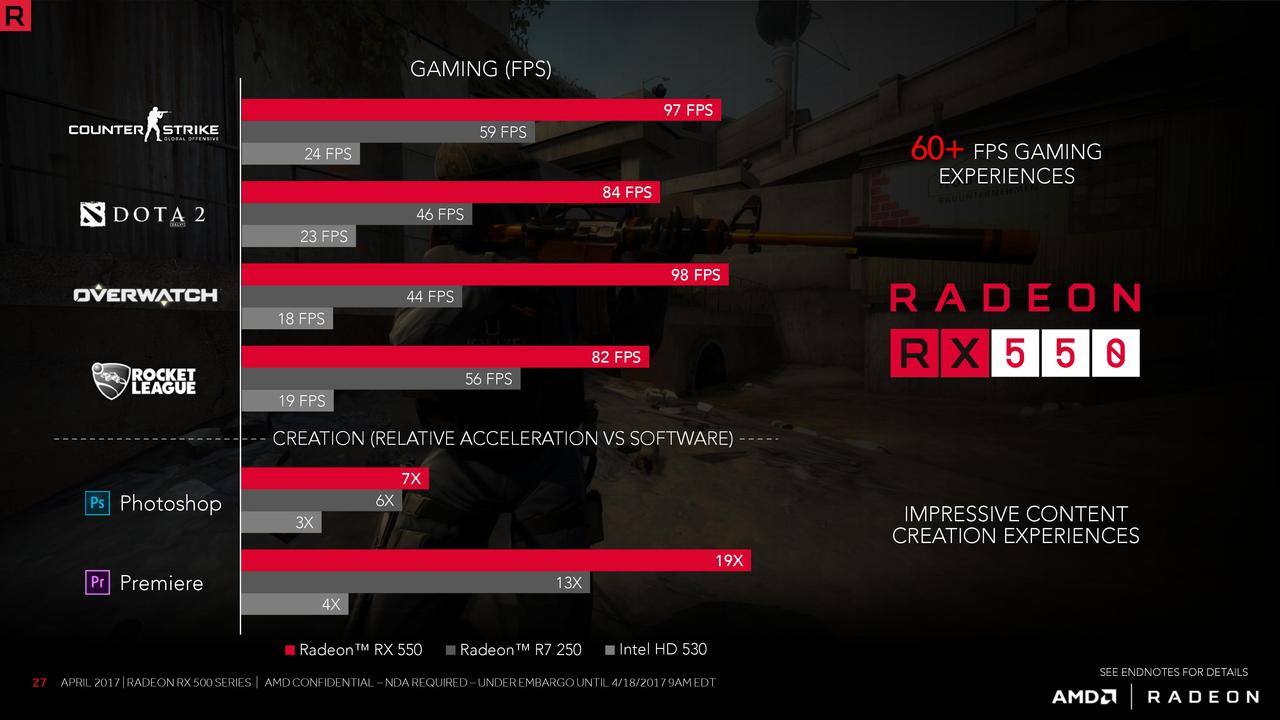 R
GAMING (FPS)
COUNTER STRIKE
GLOBAL OFFENSIVE
97 FPS
59 FPS
24 FPS
DOTA 2
84 FPS
46 FPS
23 FPS
OVERWATCH
98 FPS
44 FPS
18 FPS
ROCKET
LEAGUE
82 FPS
56 FPS
19 FPS
CREATION (RELATIVE ACCELERATION VS SOFTWARE)
Ps Photoshop
7X
6X
3X
Pr Premiere
19X
13X
4X
Radeon™ RX 550 Radeon™ R7 250 Intel HD 530
60+ FPS GAMING
EXPERIENCES
RADEON
RX550
IMPRESSIVE CONTENT
CREATION EXPERIENCES
SEE ENDNOTES FOR DETAILS
27 APRIL 2017 | RADEON RX 500 SERIES | AMD CONFIDENTIAL – NDA REQUIRED – UNDER EMBARGO UNTIL 4/18/2017 9AM EDT
AMD | RADEON